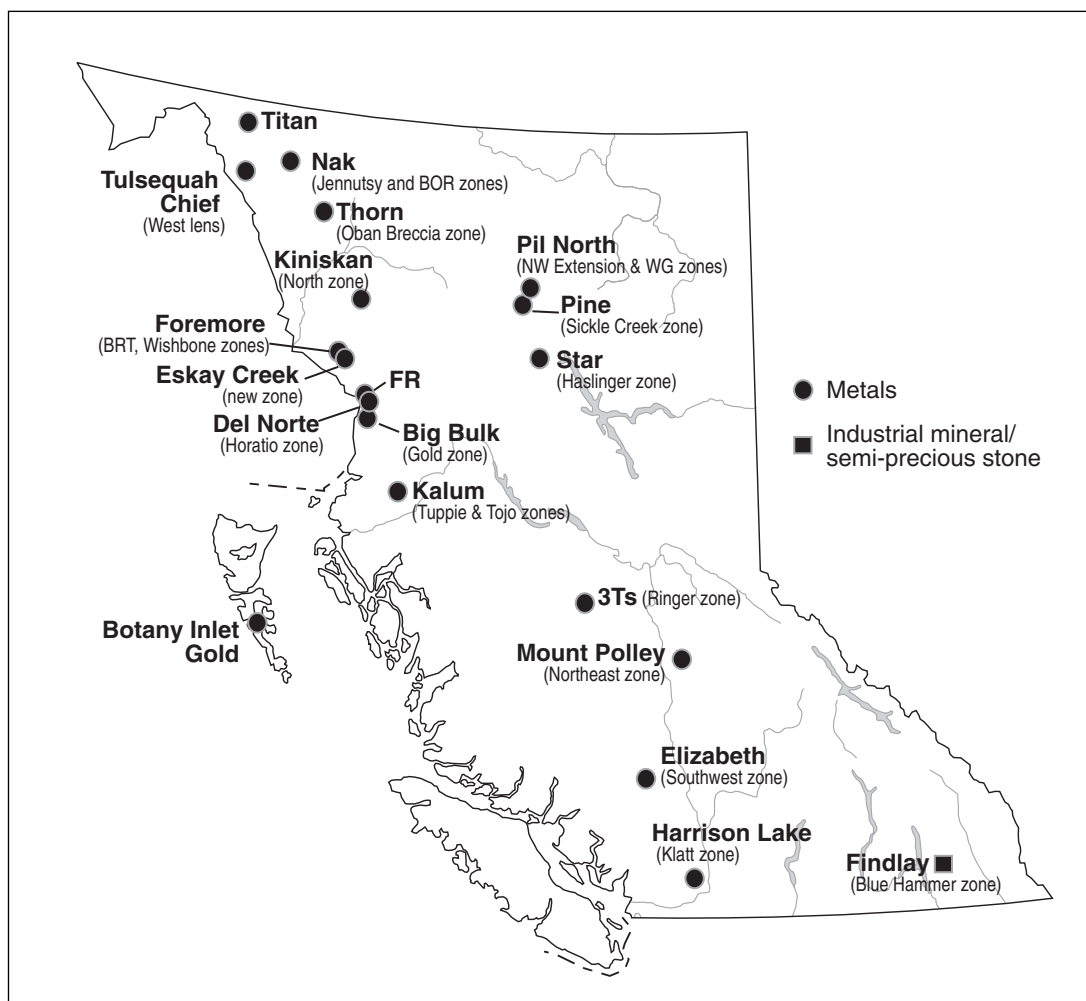 Titan
Nak
(Jennutsy and BOR zones)
Tulsequah
Chief
(West lens)
Thorn
(Oban Breccia zone)
Kiniskan
(North zone)
Pil North
(NW Extension & WG zones)
Pine
(Sickle Creek zone)
Foremore
(BRT, Wishbone zones)
Eskay Creek
(new zone)
Star
(Haslinger zone)
FR
Del Norte
(Horatio zone)
Big Bulk
(Gold zone)
Kalum
(Tuppie & Tojo zones)
Metals
Industrial mineral/
semi-precious stone
3Ts (Ringer zone)
Botany Inlet
Gold
Mount Polley
(Northeast zone)
Elizabeth
(Southwest zone)
Harrison Lake
(Klatt zone)
Findlay
(Blue Hammer zone)